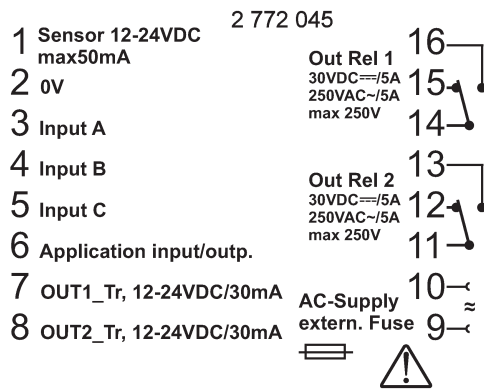 2 772 045
1 Sensor 12-24VDC
max50mA
2 0V
3 Input A
4 Input B
5 Input C
6 Application input/outp.
7 OUT1_Tr, 12-24VDC/30mA
8 OUT2_Tr, 12-24VDC/30mA
16
Out Rel 1
30VDC⎓/5A 15
250VAC~/5A
max 250V 14
13
Out Rel 2
30VDC⎓/5A 12
250VAC~/5A
max 250V 11
10
AC-Supply ≈
extern. Fuse 9
!